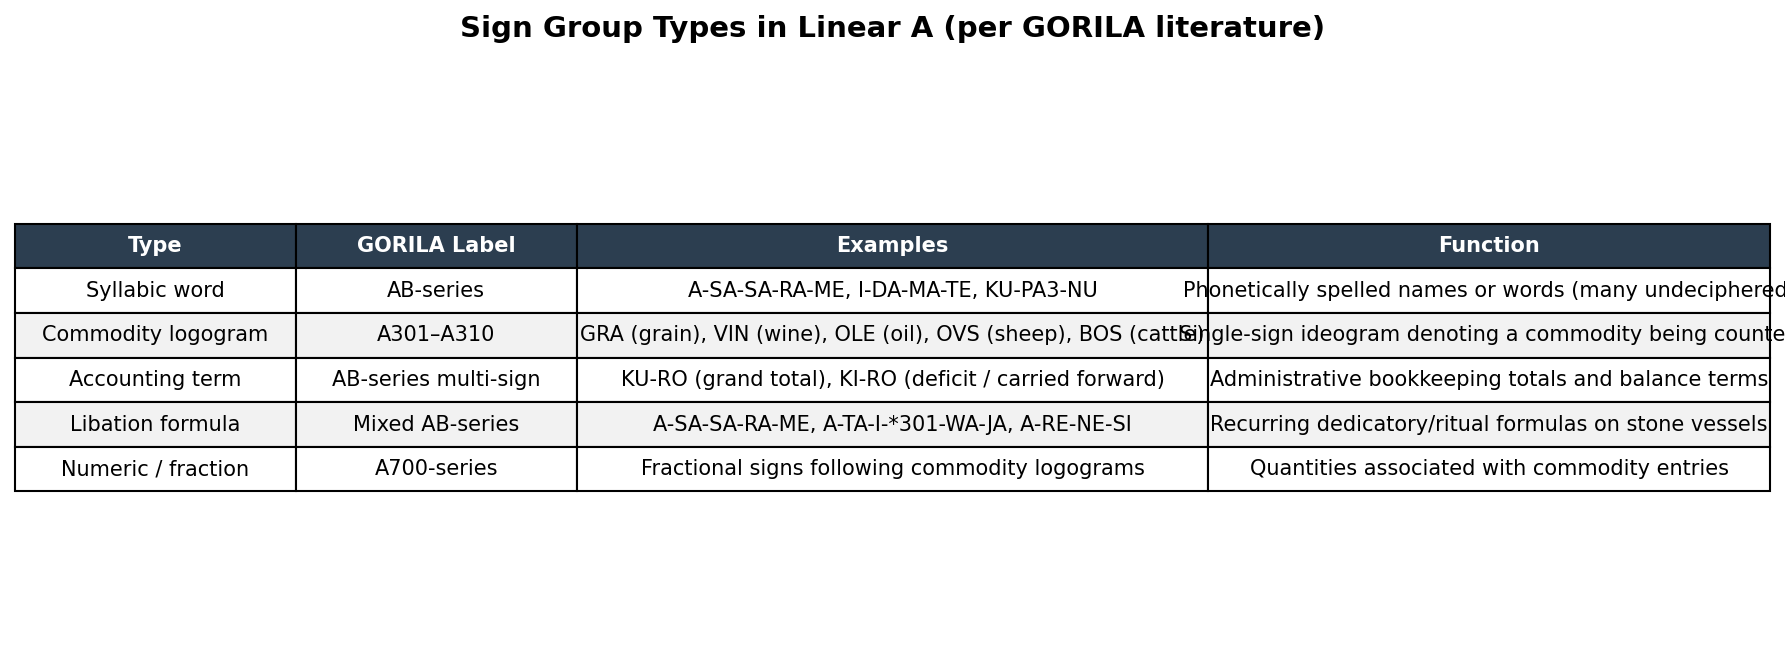 Sign Group Types in Linear A (per GORILA literature)
Type GORILA Label Examples Function
Syllabic word AB-series A-SA-SA-RA-ME, I-DA-MA-TE, KU-PA3-NU Phonetically spelled names or words (many undeciphered
Commodity logogram A301–A310 GRA (grain), VIN (wine), OLE (oil), OVS (sheep), BOS (cattle) Single-sign ideogram denoting a commodity being counte
Accounting term AB-series multi-sign KU-RO (grand total), KI-RO (deficit / carried forward) Administrative bookkeeping totals and balance terms
Libation formula Mixed AB-series A-SA-SA-RA-ME, A-TA-I-*301-WA-JA, A-RE-NE-SI Recurring dedicatory/ritual formulas on stone vessels
Numeric / fraction A700-series Fractional signs following commodity logograms Quantities associated with commodity entries